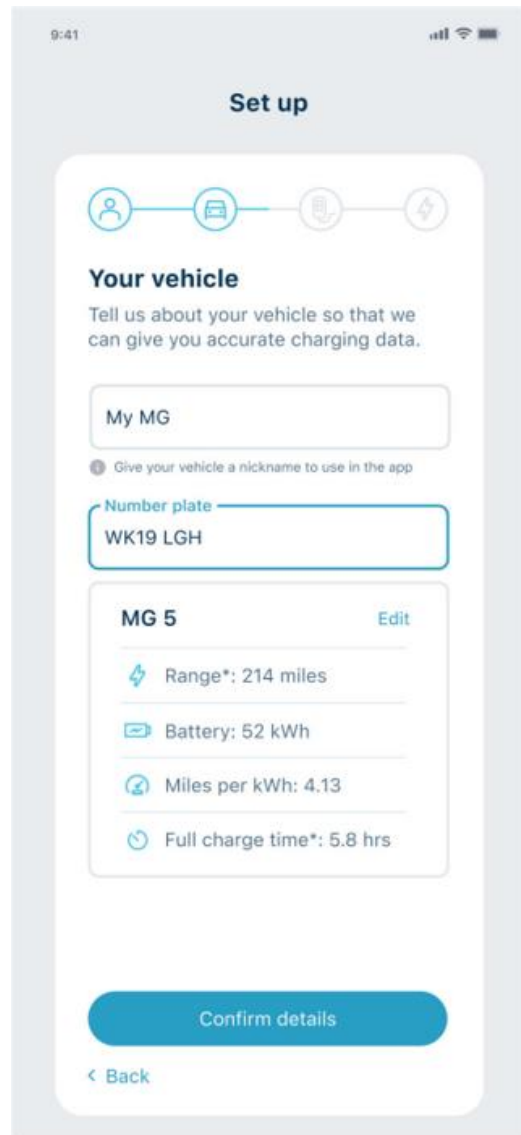 9:41
Set up
Your vehicle
Tell us about your vehicle so that we
can give you accurate charging data.
My MG
Give your vehicle a nickname to use in the app
Number plate
WK19 LGH
MG 5 Edit
Range*: 214 miles
Battery: 52 kWh
Miles per kWh: 4.13
Full charge time*: 5.8 hrs
Confirm details
< Back